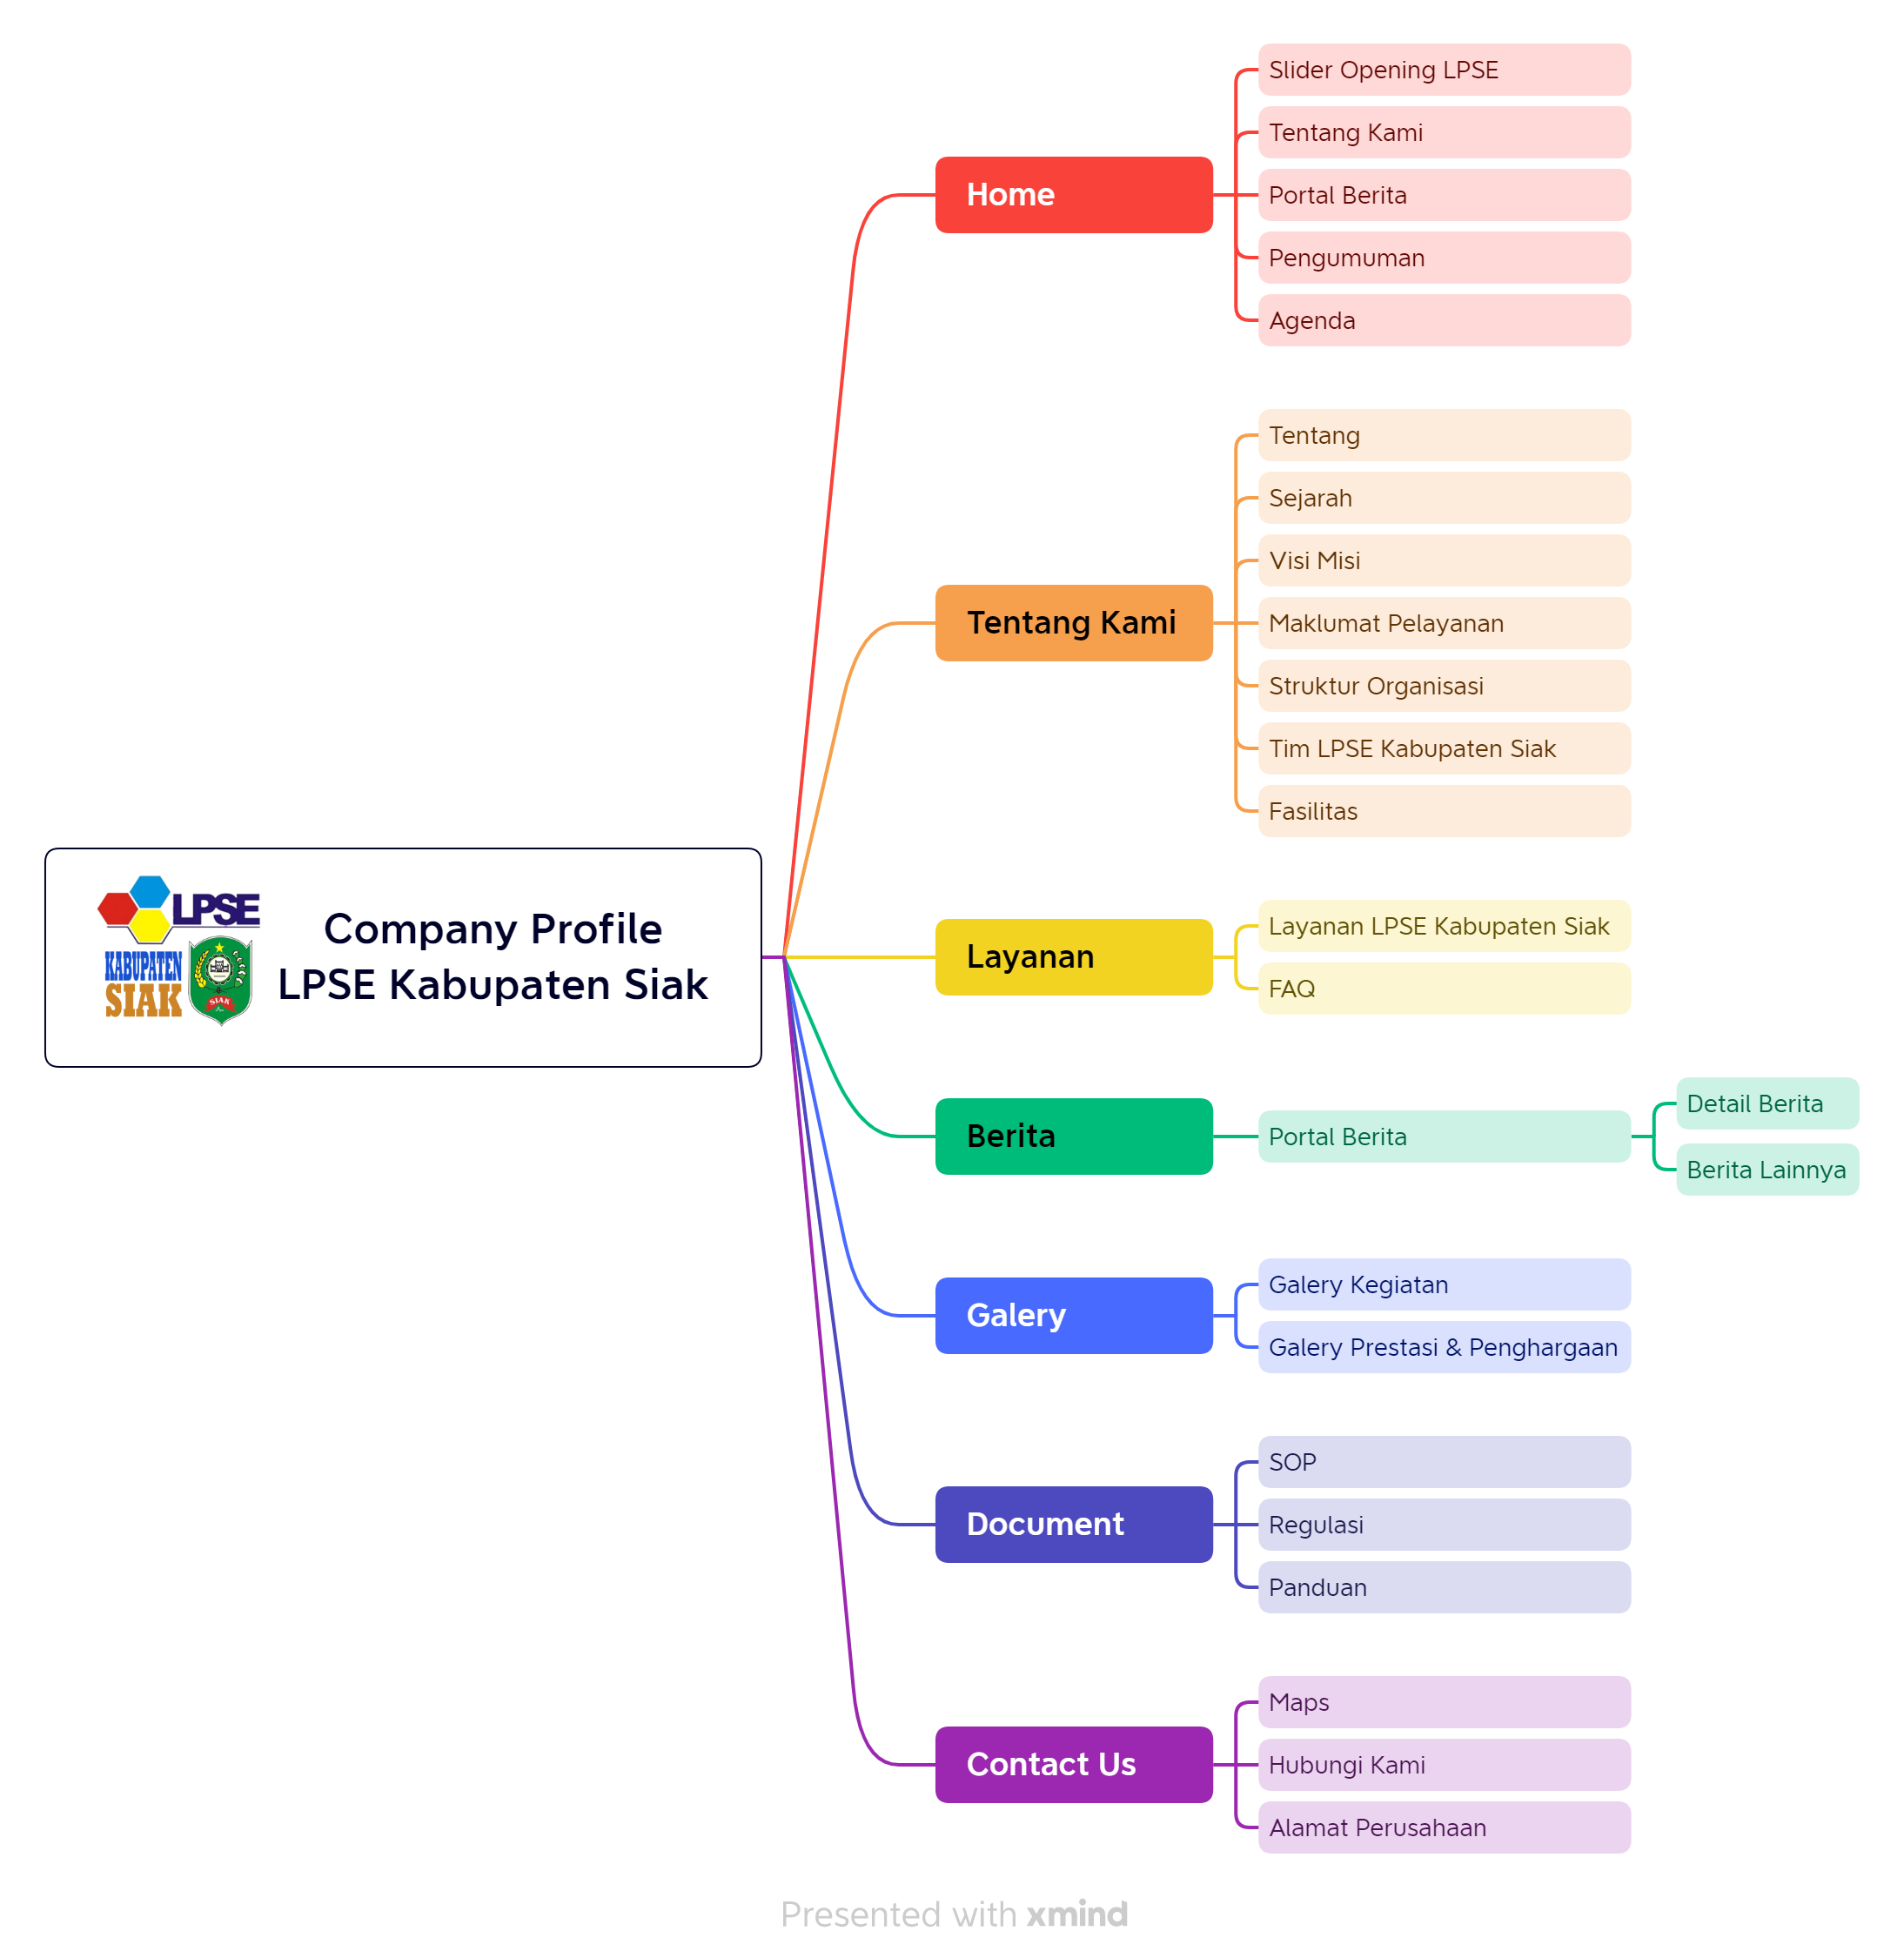 Slider Opening LPSE
Tentang Kami
Home
Portal Berita
Pengumuman
Agenda
Tentang
Sejarah
Visi Misi
Tentang Kami
Maklumat Pelayanan
Struktur Organisasi
Tim LPSE Kabupaten Siak
Fasilitas
LPSE
KABUPATEN
SIAK
SIAK
Company Profile
LPSE Kabupaten Siak
Layanan
Layanan LPSE Kabupaten Siak
FAQ
Berita
Portal Berita
Detail Berita
Berita Lainnya
Galery
Galery Kegiatan
Galery Prestasi & Penghargaan
Document
SOP
Regulasi
Panduan
Contact Us
Maps
Hubungi Kami
Alamat Perusahaan
Presented with xmind